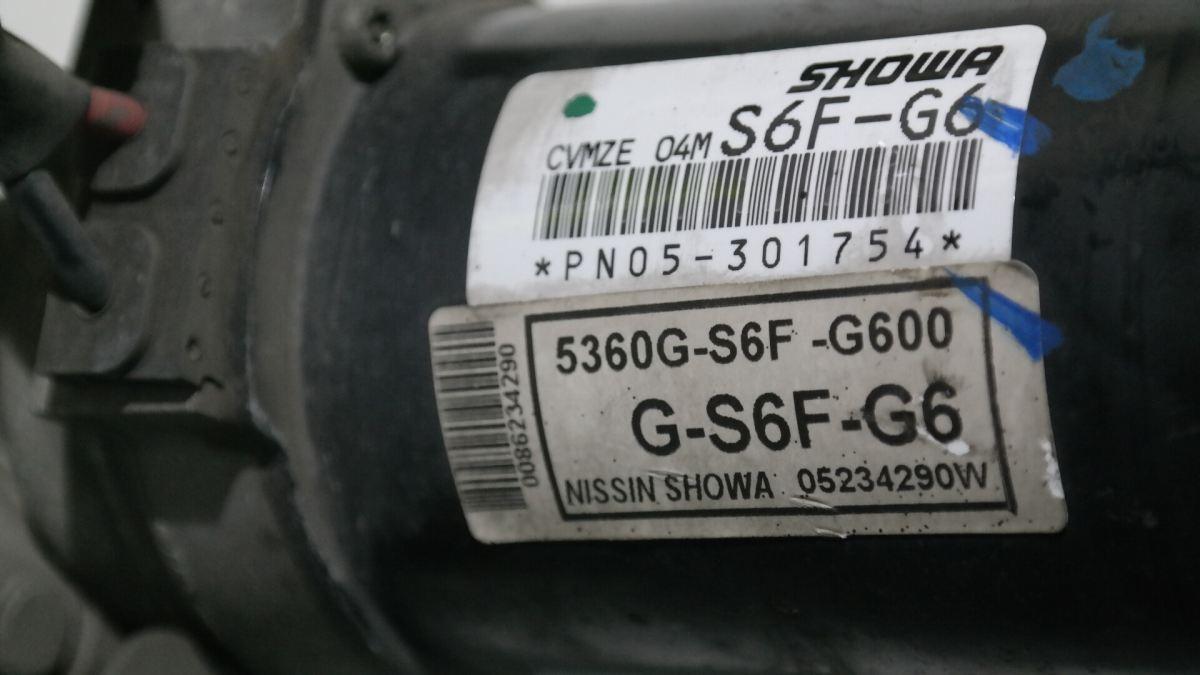 SHOWA
CVMZE 04M S6F-G6
*PN05-301754*
5360G-S6F -G600
G-S6F-G6
NISSIN SHOWA 05234290W
0086234290